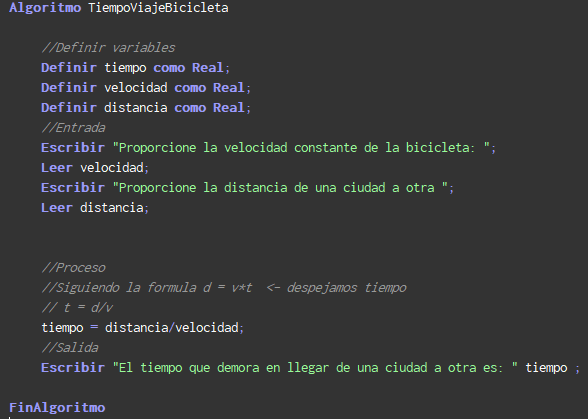 Algoritmo TiempoViajeBicicleta
//Definir variables
Definir tiempo como Real;
Definir velocidad como Real;
Definir distancia como Real;
//Entrada
Escribir "Proporcione la velocidad constante de la bicicleta: ";
Leer velocidad;
Escribir "Proporcione la distancia de una ciudad a otra ";
Leer distancia;
//Proceso
//Siguiendo la formula d = v*t  <- despejamos tiempo
// t = d/v
tiempo = distancia/velocidad;
//Salida
Escribir "El tiempo que demora en llegar de una ciudad a otra es: " tiempo ;
FinAlgoritmo